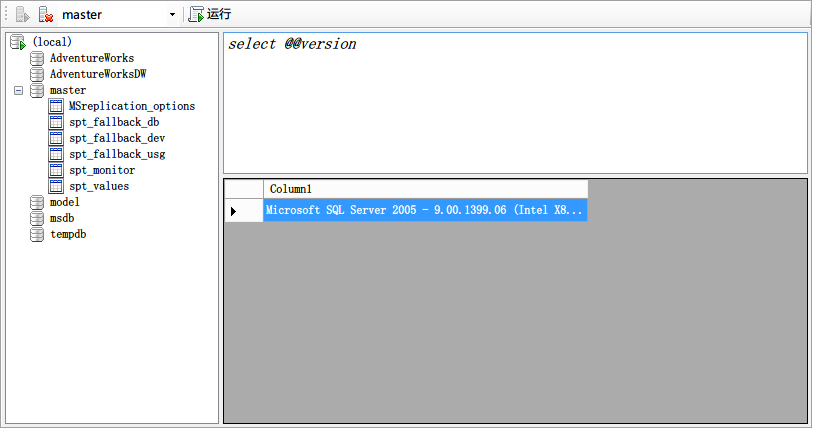 master 运行
(local)
AdventureWorks
AdventureWorksDW
master
MSreplication_options
spt_fallback_db
spt_fallback_dev
spt_fallback_usg
spt_monitor
spt_values
model
msdb
tempdb
select @@version
Column1
Microsoft SQL Server 2005 - 9.00.1399.06 (Intel X8...